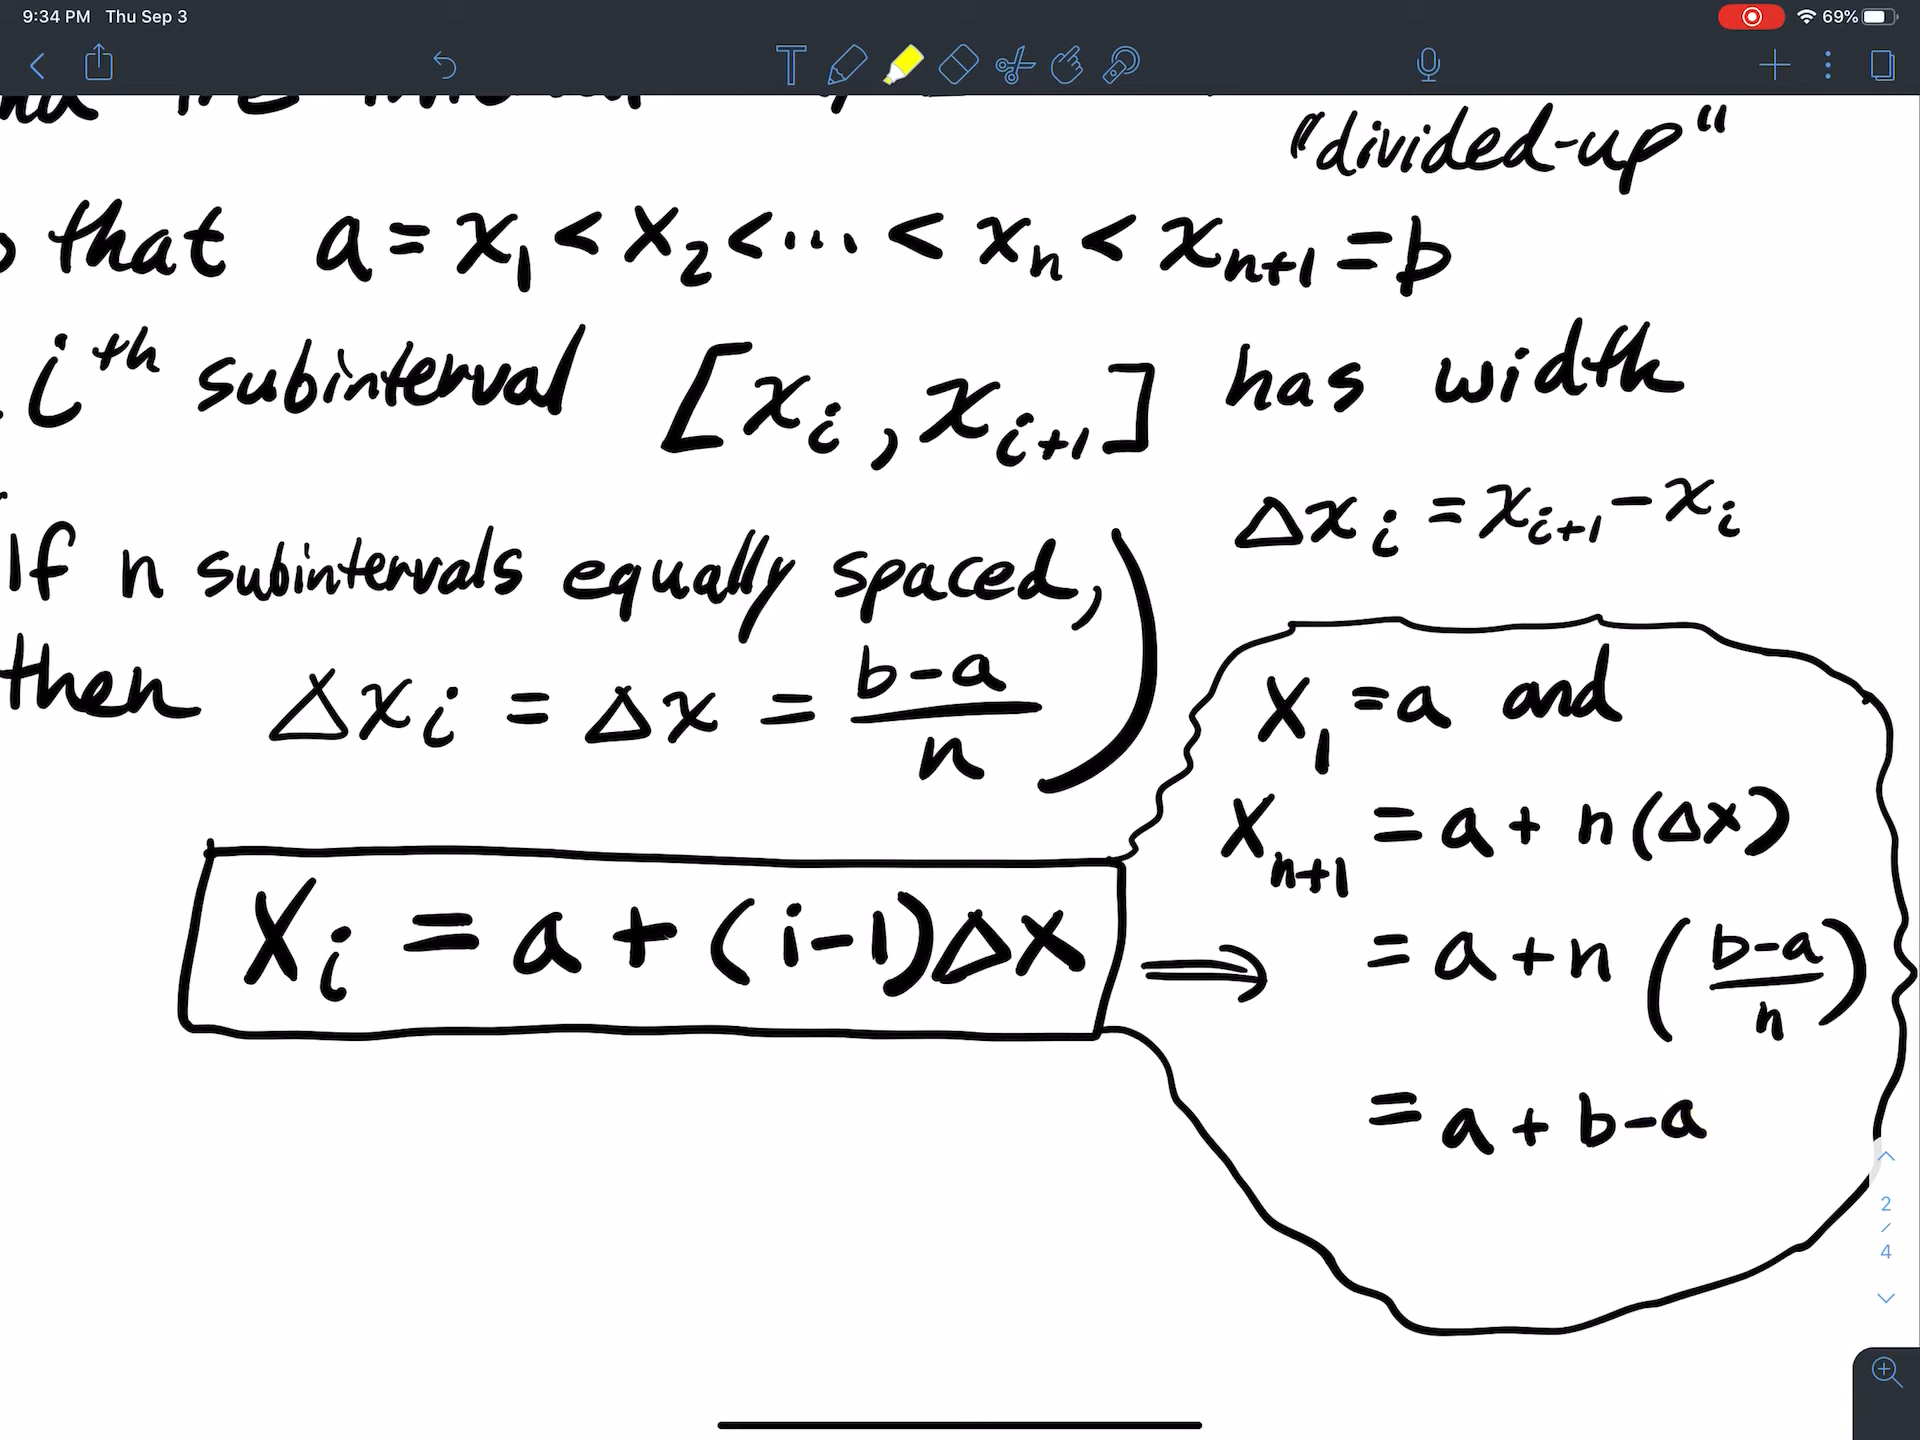 9:34 PM Thu Sep 3
69%
"divided-up"
that a = x₁ < x₂ < ... < xₙ < xₙ₊₁ = b
iᵗʰ subinterval [xᵢ, xᵢ₊₁] has width
Δxᵢ = xᵢ₊₁ - xᵢ
If n subintervals equally spaced,
then Δxᵢ = Δx = (b-a)/n )
x₁ = a and
xₙ₊₁ = a + n(Δx)
xᵢ = a + (i-1)Δx ⇒
= a + n ((b-a)/n)
= a + b - a
2
/
4